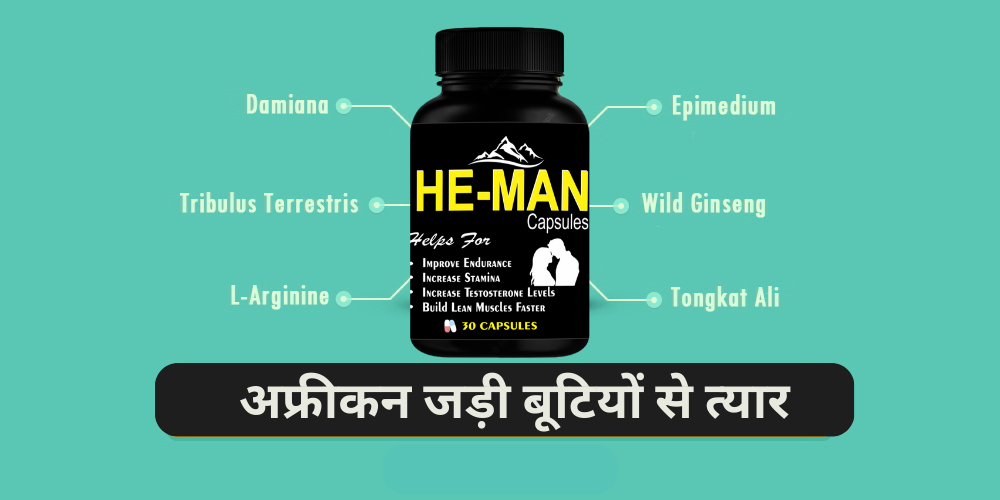 Damiana
Epimedium
Tribulus Terrestris
Wild Ginseng
L-Arginine
Tongkat Ali
HE-MAN
Capsules
Helps For
Improve Endurance
Increase Stamina
Increase Testosterone Levels
Build Lean Muscles Faster
30 CAPSULES
अफ्रीकन जड़ी बूटियों से त्यार